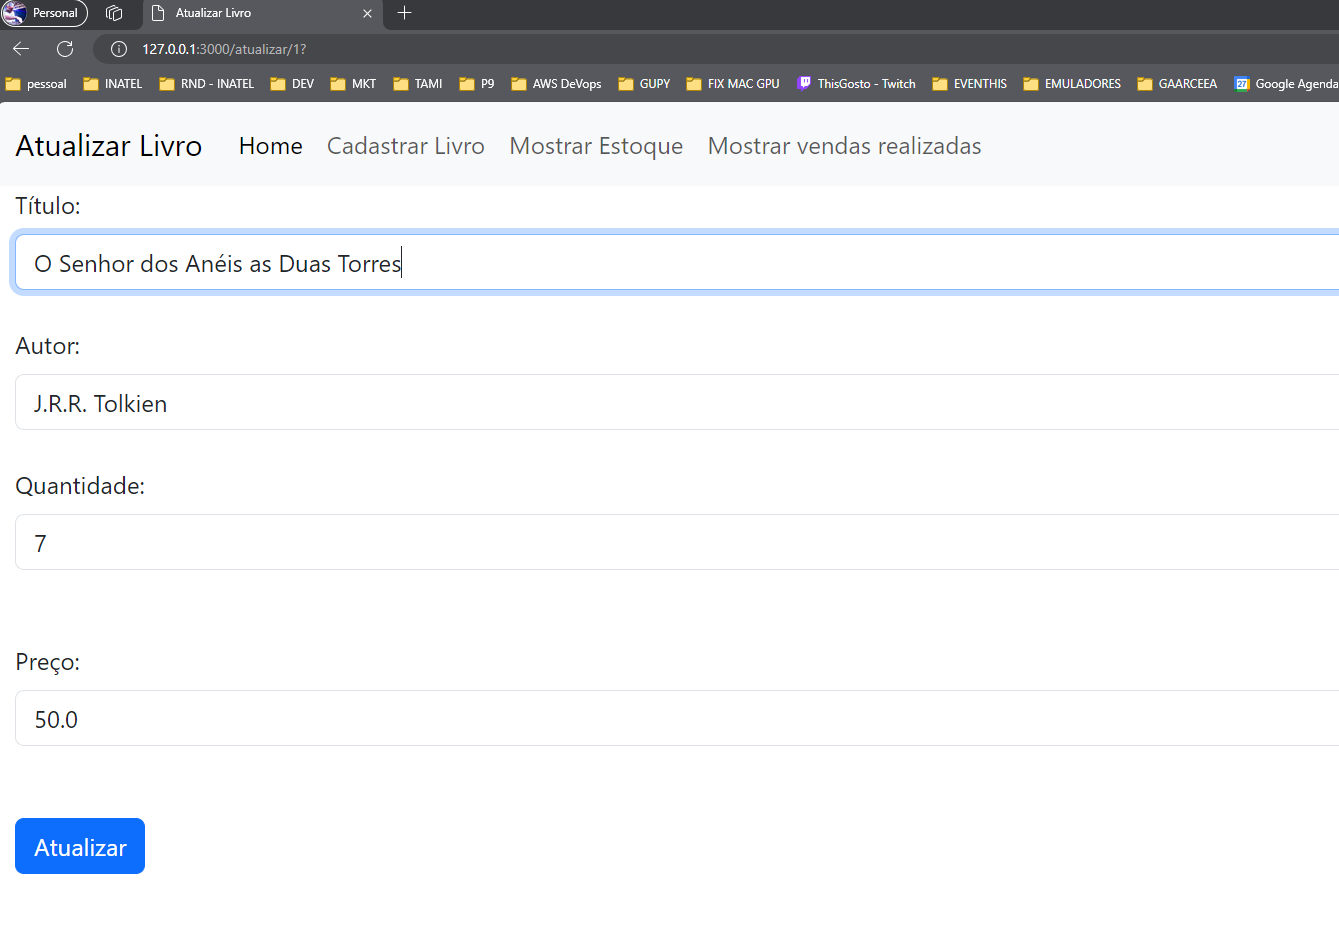 Personal Atualizar Livro
127.0.0.1:3000/atualizar/1?
pessoal INATEL RND - INATEL DEV MKT TAMI P9 AWS DeVops GUPY FIX MAC GPU ThisGosto - Twitch EVENTHIS EMULADORES GAARCEEA 27 Google Agenda
Atualizar Livro Home Cadastrar Livro Mostrar Estoque Mostrar vendas realizadas
Título:
O Senhor dos Anéis as Duas Torres
Autor:
J.R.R. Tolkien
Quantidade:
7
Preço:
50.0
Atualizar